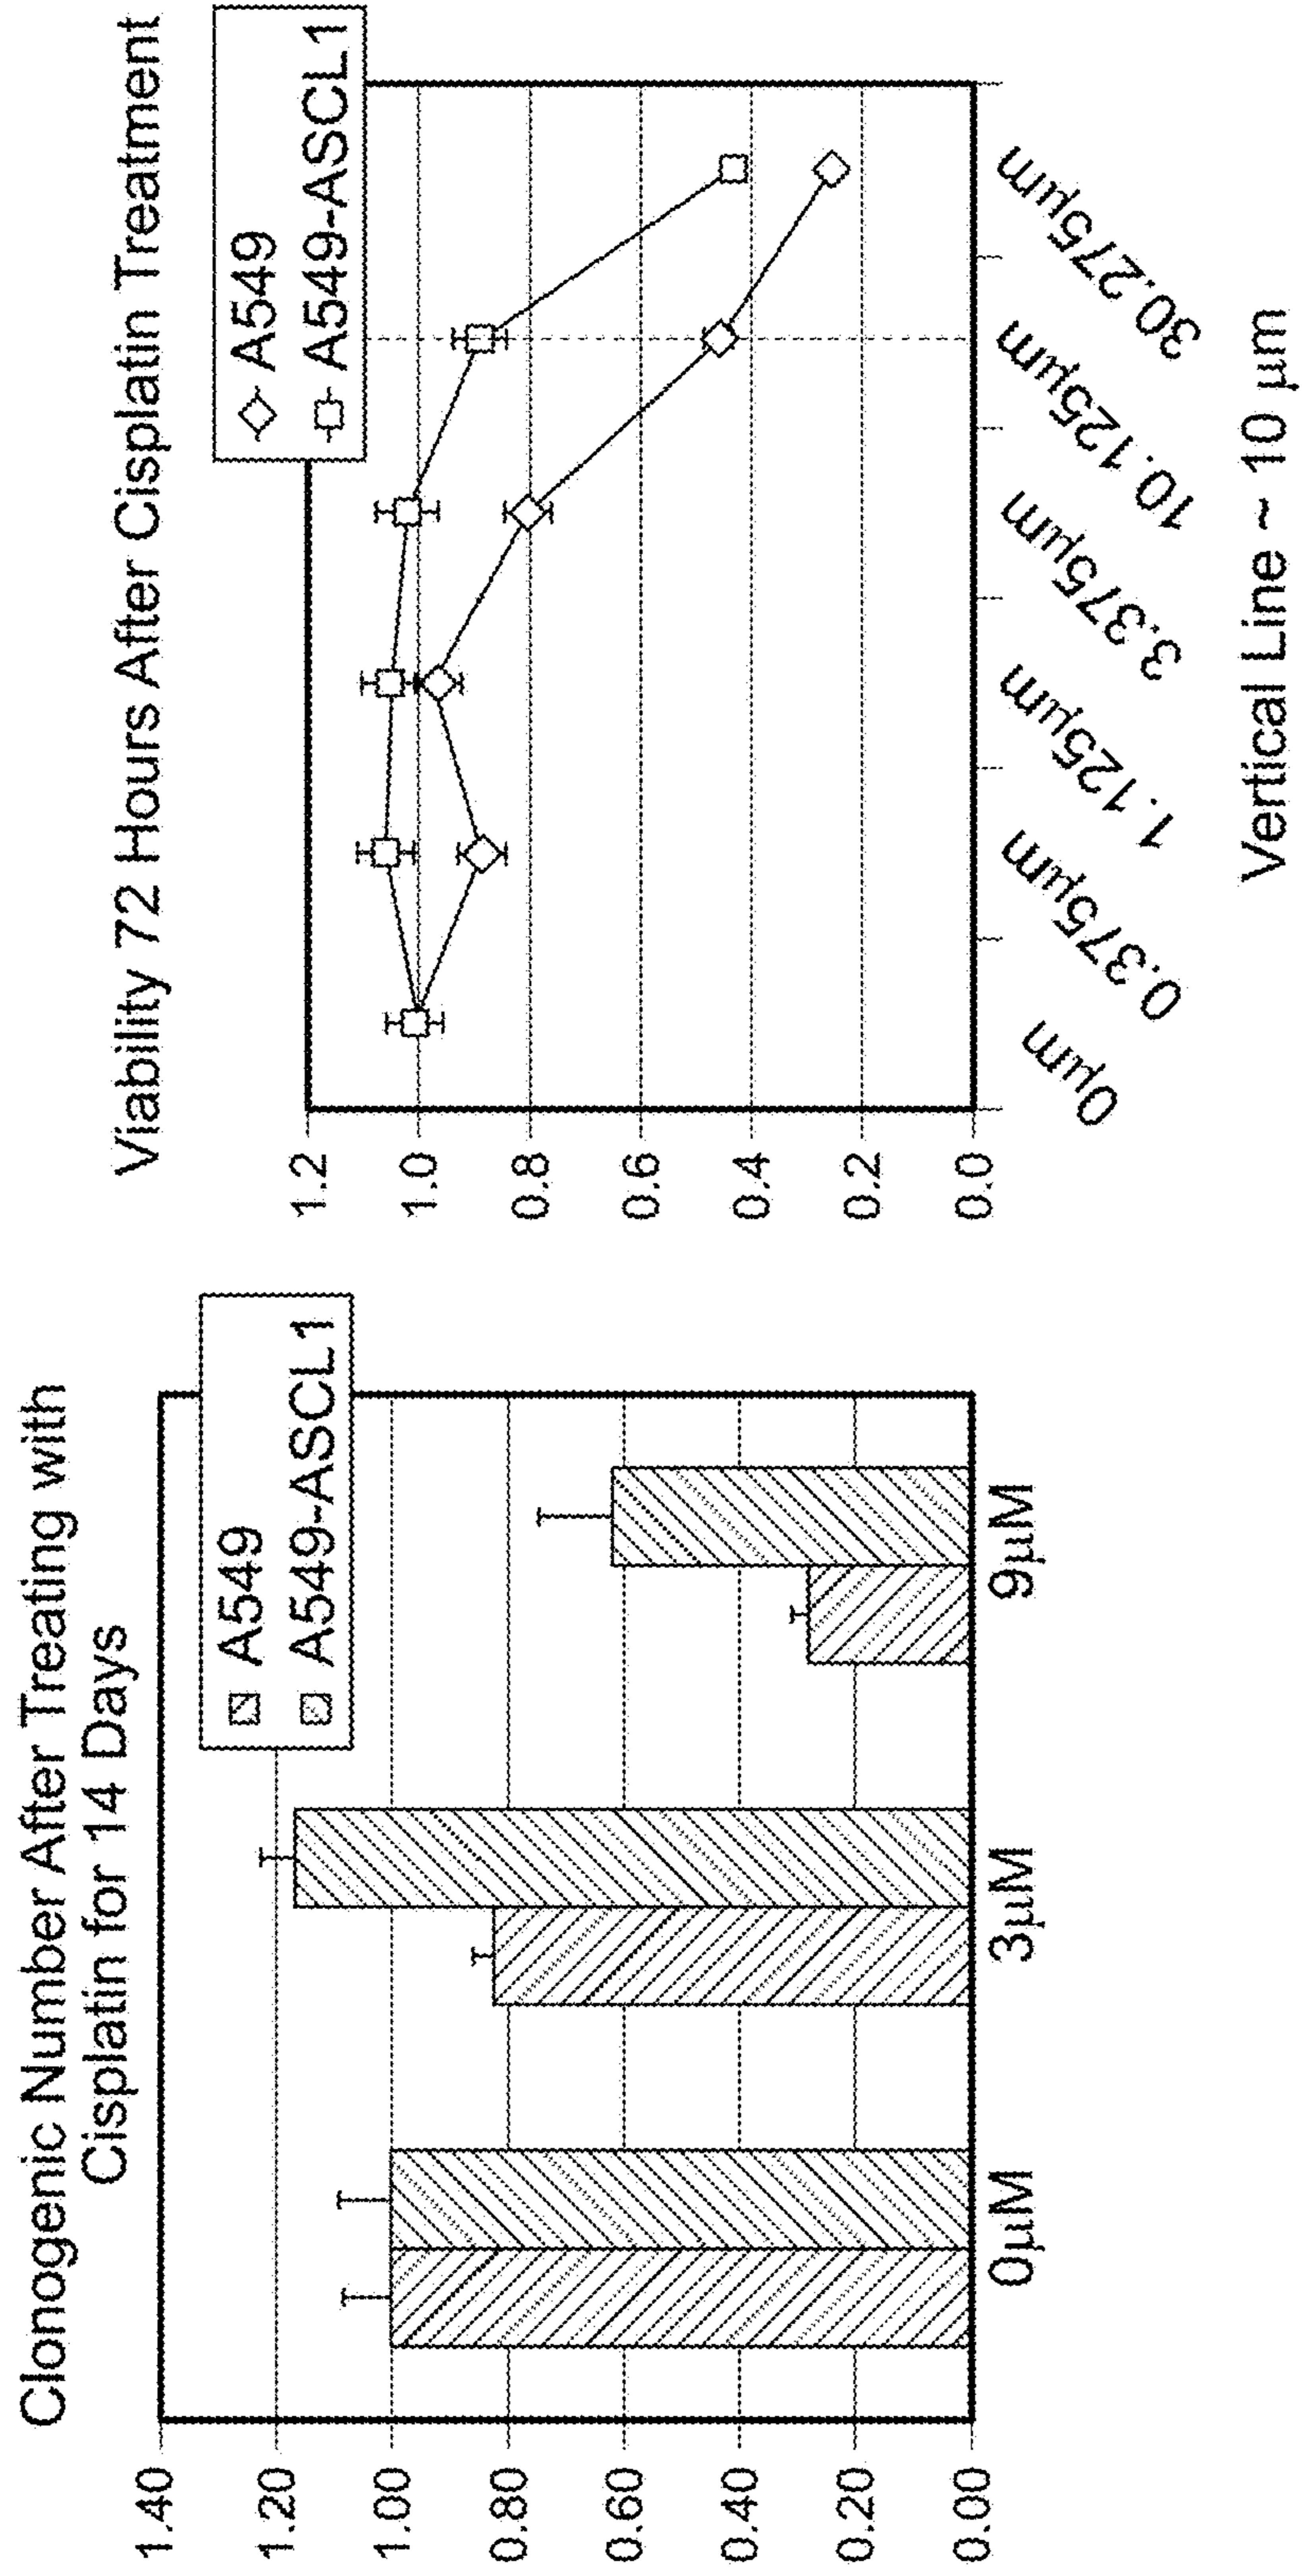 Clonogenic Number After Treating with
Cisplatin for 14 Days
A549
A549-ASCL1
1.40
1.20
1.00
0.80
0.60
0.40
0.20
0.00
0µM
3µM
9µM
Viability 72 Hours After Cisplatin Treatment
A549
A549-ASCL1
1.2
1.0
0.8
0.6
0.4
0.2
0.0
0µm
0.375µm
1.125µm
3.375µm
10.125µm
30.275µm
Vertical Line ~ 10 µm